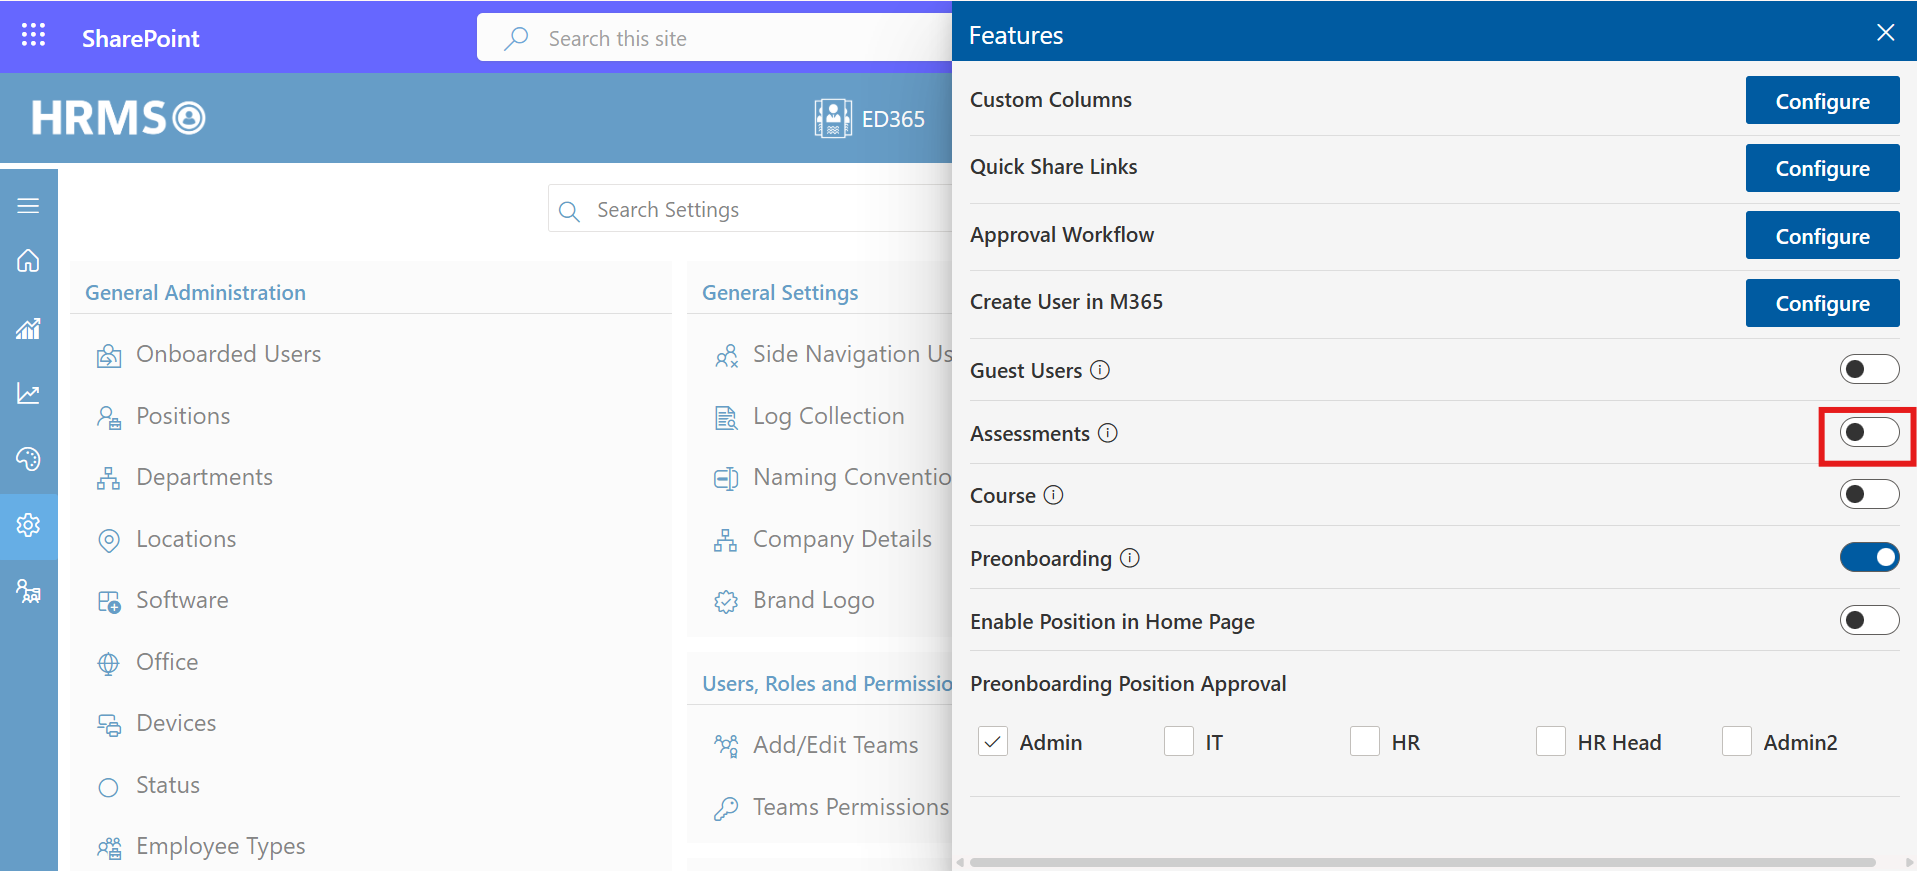 SharePoint
Search this site
HRMS
ED365
Search Settings
General Administration
Onboarded Users
Positions
Departments
Locations
Software
Office
Devices
Status
Employee Types
General Settings
Side Navigation Us
Log Collection
Naming Conventio
Company Details
Brand Logo
Users, Roles and Permissio
Add/Edit Teams
Teams Permissions
Features
Custom Columns
Configure
Quick Share Links
Configure
Approval Workflow
Configure
Create User in M365
Configure
Guest Users
Assessments
Course
Preonboarding
Enable Position in Home Page
Preonboarding Position Approval
Admin IT HR HR Head Admin2